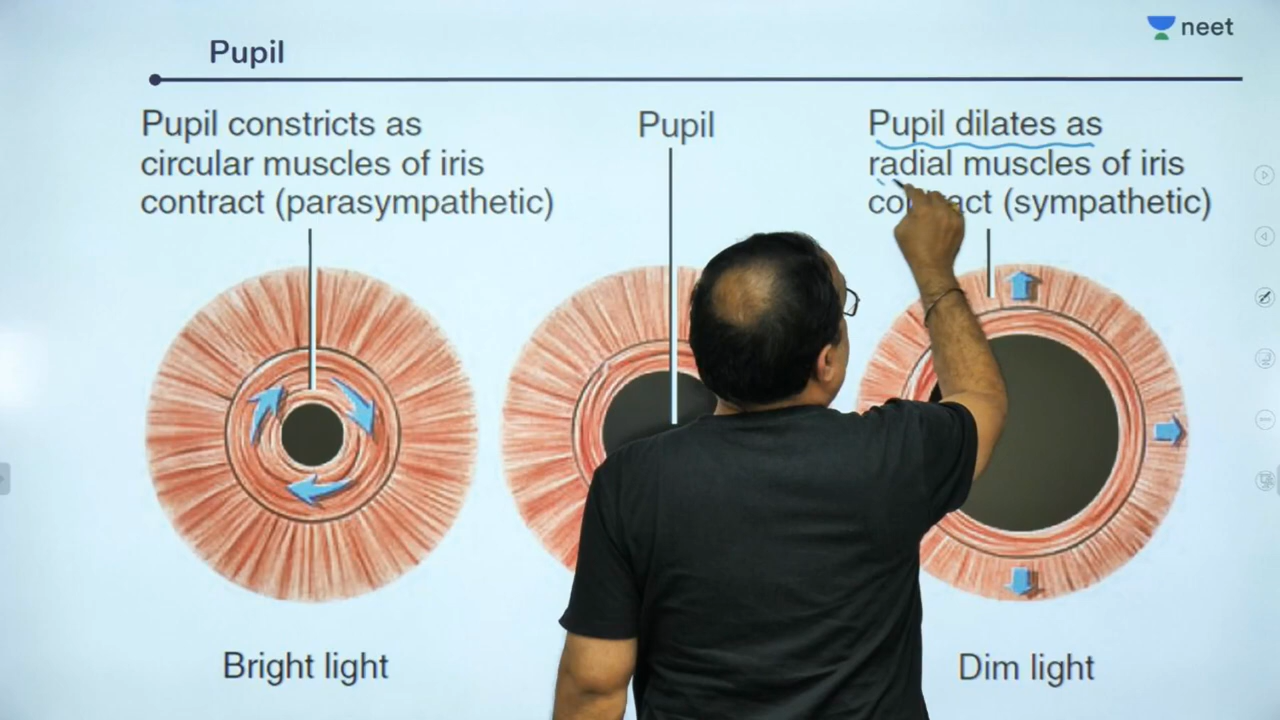 neet
Pupil
Pupil constricts as
circular muscles of iris
contract (parasympathetic)
Pupil
Pupil dilates as
radial muscles of iris
contract (sympathetic)
Bright light
Dim light